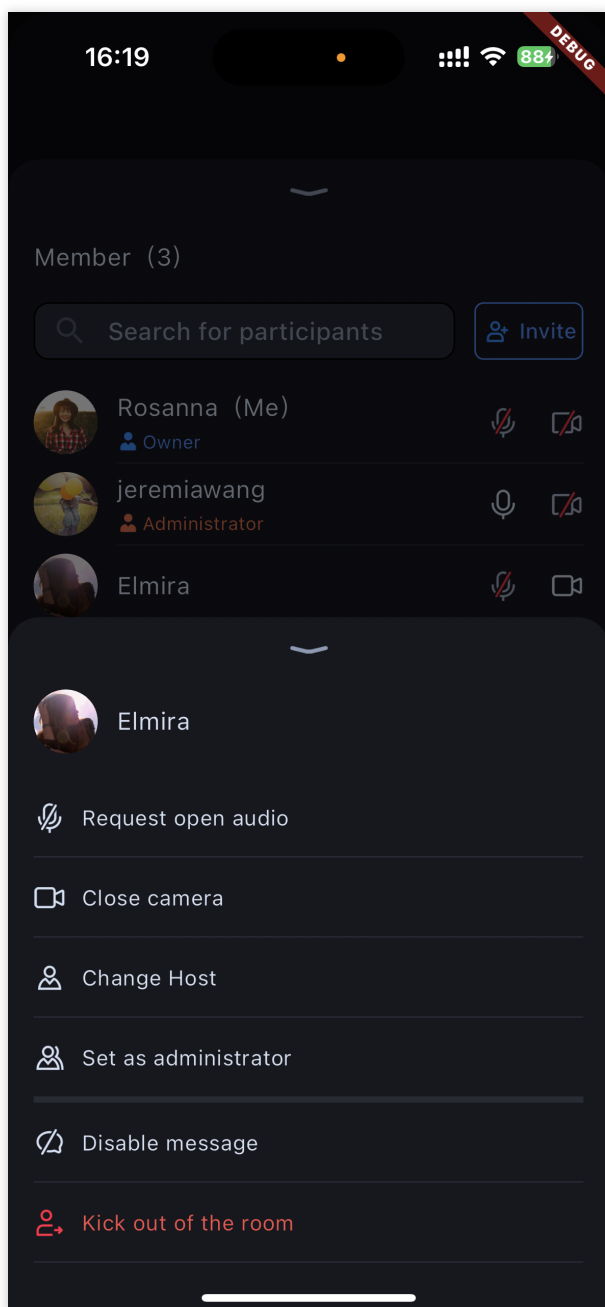 16:19
88
DEBUG
Member（3）
Search for participants
Invite
Rosanna（Me）
Owner
jeremiawang
Administrator
Elmira
Elmira
Request open audio
Close camera
Change Host
Set as administrator
Disable message
Kick out of the room